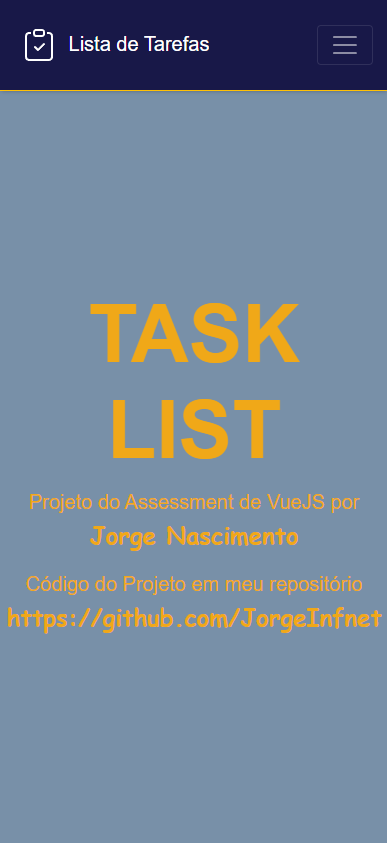 Lista de Tarefas
TASK
LIST
Projeto do Assessment de VueJS por
Jorge Nascimento
Código do Projeto em meu repositório
https://github.com/JorgeInfnet